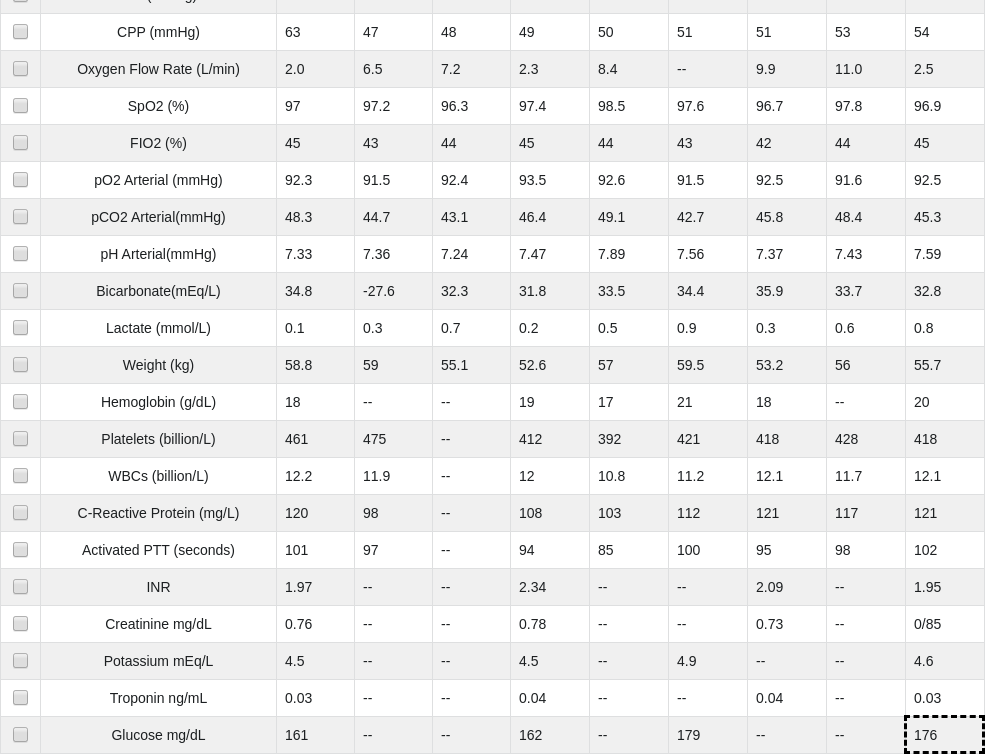 CPP (mmHg) 63 47 48 49 50 51 51 53 54
Oxygen Flow Rate (L/min) 2.0 6.5 7.2 2.3 8.4 -- 9.9 11.0 2.5
SpO2 (%) 97 97.2 96.3 97.4 98.5 97.6 96.7 97.8 96.9
FIO2 (%) 45 43 44 45 44 43 42 44 45
pO2 Arterial (mmHg) 92.3 91.5 92.4 93.5 92.6 91.5 92.5 91.6 92.5
pCO2 Arterial(mmHg) 48.3 44.7 43.1 46.4 49.1 42.7 45.8 48.4 45.3
pH Arterial(mmHg) 7.33 7.36 7.24 7.47 7.89 7.56 7.37 7.43 7.59
Bicarbonate(mEq/L) 34.8 -27.6 32.3 31.8 33.5 34.4 35.9 33.7 32.8
Lactate (mmol/L) 0.1 0.3 0.7 0.2 0.5 0.9 0.3 0.6 0.8
Weight (kg) 58.8 59 55.1 52.6 57 59.5 53.2 56 55.7
Hemoglobin (g/dL) 18 -- -- 19 17 21 18 -- 20
Platelets (billion/L) 461 475 -- 412 392 421 418 428 418
WBCs (billion/L) 12.2 11.9 -- 12 10.8 11.2 12.1 11.7 12.1
C-Reactive Protein (mg/L) 120 98 -- 108 103 112 121 117 121
Activated PTT (seconds) 101 97 -- 94 85 100 95 98 102
INR 1.97 -- -- 2.34 -- -- 2.09 -- 1.95
Creatinine mg/dL 0.76 -- -- 0.78 -- -- 0.73 -- 0/85
Potassium mEq/L 4.5 -- -- 4.5 -- 4.9 -- -- 4.6
Troponin ng/mL 0.03 -- -- 0.04 -- -- 0.04 -- 0.03
Glucose mg/dL 161 -- -- 162 -- 179 -- -- 176